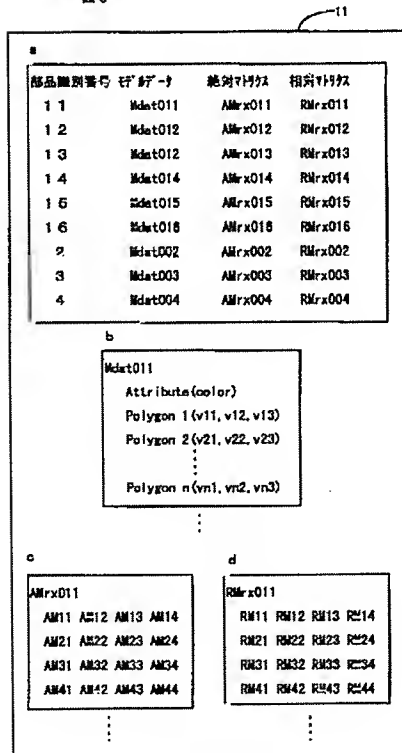 11
a
部品識別番号 モデルデータ 絶対マトリクス 相対マトリクス
11 Mdat011 AMrx011 RMrx011
12 Mdat012 AMrx012 RMrx012
13 Mdat012 AMrx013 RMrx013
14 Mdat014 AMrx014 RMrx014
15 Mdat015 AMrx015 RMrx015
16 Mdat016 AMrx016 RMrx016
2 Mdat002 AMrx002 RMrx002
3 Mdat003 AMrx003 RMrx003
4 Mdat004 AMrx004 RMrx004
b
Mdat011
Attribute(color)
Polygon 1(v11, v12, v13)
Polygon 2(v21, v22, v23)
Polygon n(vn1, vn2, vn3)
c
AMrx011
AM11 AM12 AM13 AM14
AM21 AM22 AM23 AM24
AM31 AM32 AM33 AM34
AM41 AM42 AM43 AM44
d
RMrx011
RM11 RM12 RM13 RM14
RM21 RM22 RM23 RM24
RM31 RM32 RM33 RM34
RM41 RM42 RM43 RM44